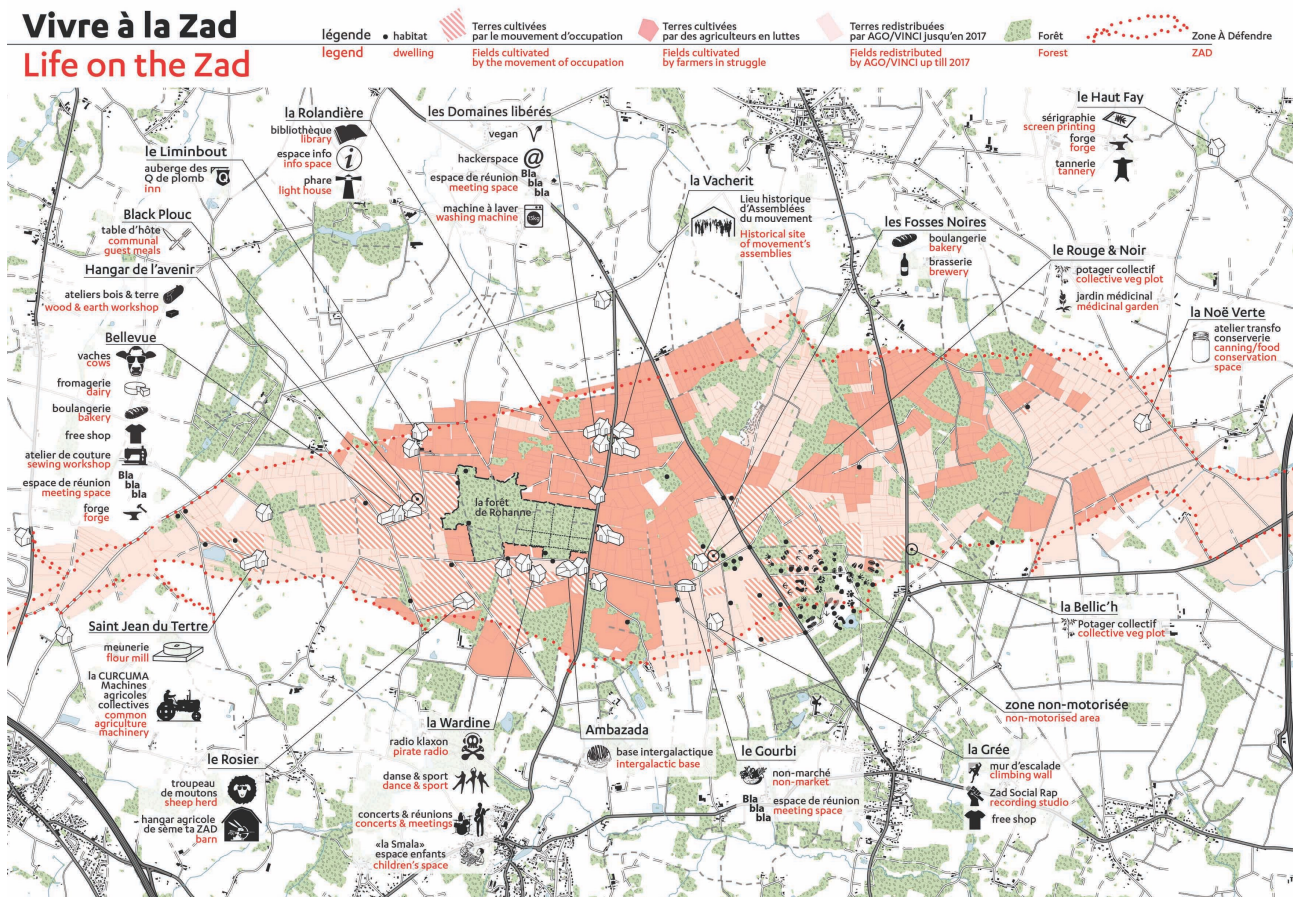 Vivre à la Zad
Life on the Zad
légende
legend
habitat
dwelling
Terres cultivées
par le mouvement d'occupation
Fields cultivated
by the movement of occupation
Terres cultivées
par des agriculteurs en luttes
Fields cultivated
by farmers in struggle
Terres redistribuées
par AGO/VINCI jusqu'en 2017
Fields redistributed
by AGO/VINCI up till 2017
Forêt
Forest
Zone À Défendre
ZAD
la Rolandière
bibliothèque
library
espace info
info space
i
phare
light house
les Domaines libérés
vegan
hackerspace
@
espace de réunion
meeting space
Bla
bla
bla
machine à laver
washing machine
15kg
le Haut Fay
sérigraphie
screen printing
forge
forge
tannerie
tannery
le Liminbout
auberge des
Q de plomb
inn
Q
Black Plouc
table d'hôte
communal
guest meals
Hangar de l'avenir
ateliers bois & terre
wood & earth workshop
la Vacherit
Lieu historique
d'Assemblées
du mouvement
Historical site
of movement's
assemblies
les Fosses Noires
boulangerie
bakery
brasserie
brewery
le Rouge & Noir
potager collectif
collective veg plot
jardin médicinal
médicinal garden
la Noë Verte
atelier transfo
conserverie
canning/food
conservation
space
Bellevue
vaches
cows
fromagerie
dairy
boulangerie
bakery
free shop
atelier de couture
sewing workshop
espace de réunion
meeting space
Bla
bla
bla
forge
forge
la forêt
de Rohanne
Saint Jean du Tertre
meunerie
flour mill
la CURCUMA
Machines
agricoles
collectives
common
agriculture
machinery
la Bellic'h
Potager collectif
collective veg plot
zone non-motorisée
non-motorised area
le Rosier
troupeau
de moutons
sheep herd
hangar agricole
de sème ta ZAD
barn
la Wardine
radio klaxon
pirate radio
danse & sport
dance & sport
concerts & réunions
concerts & meetings
«la Smala»
espace enfants
children's space
Ambazada
base intergalactique
intergalactic base
le Gourbi
non-marché
non-market
Bla
bla
bla
espace de réunion
meeting space
la Grée
mur d'escalade
climbing wall
Zad Social Rap
recording studio
free shop